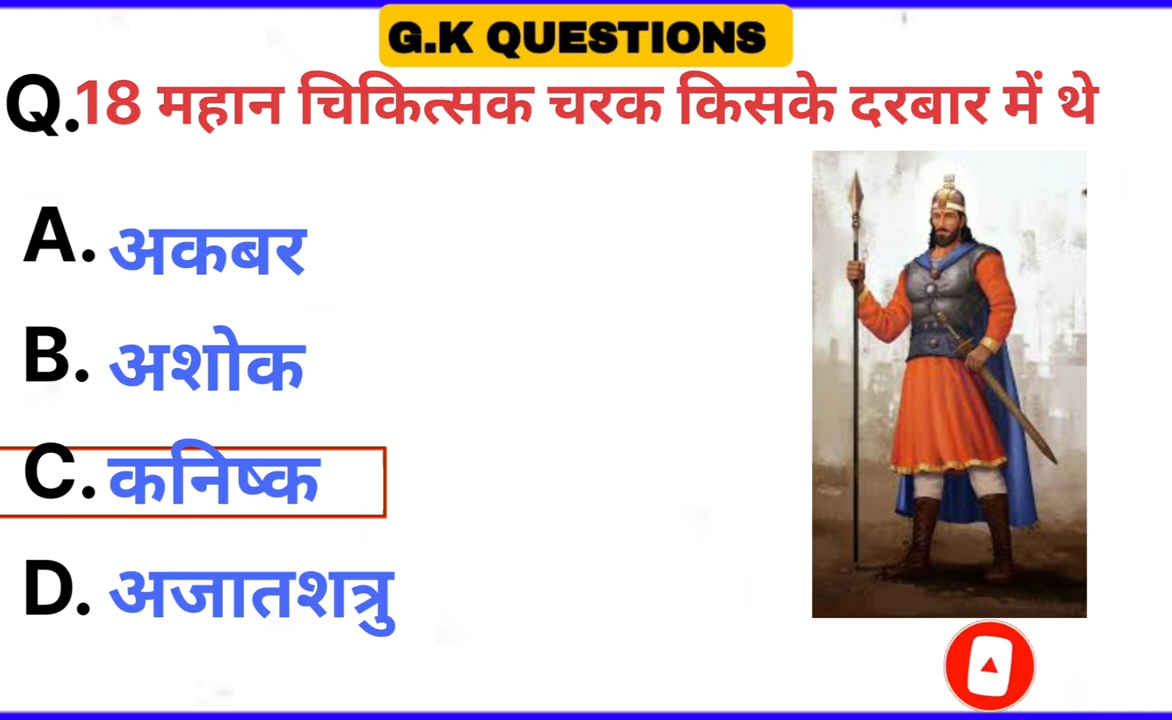 G.K QUESTIONS
Q.18 महान चिकित्सक चरक किसके दरबार में थे
A. अकबर
B. अशोक
C. कनिष्क
D. अजातशत्रु